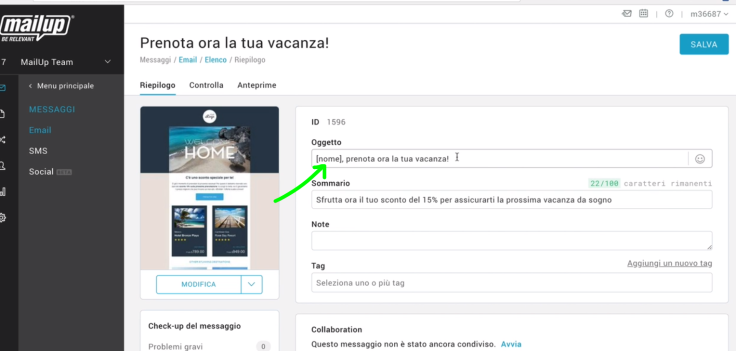 mailup
BE RELEVANT
m36687
Prenota ora la tua vacanza!
SALVA
Messaggi / Email / Elenco / Riepilogo
7 MailUp Team
Menu principale
Riepilogo Controlla Anteprime
MESSAGGI
Email
SMS
Social BETA
WELCOME
HOME
MODIFICA
ID 1596
Oggetto
[nome], prenota ora la tua vacanza!
Sommario 22/100 caratteri rimanenti
Sfrutta ora il tuo sconto del 15% per assicurarti la prossima vacanza da sogno
Note
Tag Aggiungi un nuovo tag
Seleziona uno o più tag
Check-up del messaggio
Problemi gravi 0
Collaboration
Questo messaggio non è stato ancora condiviso. Avvia